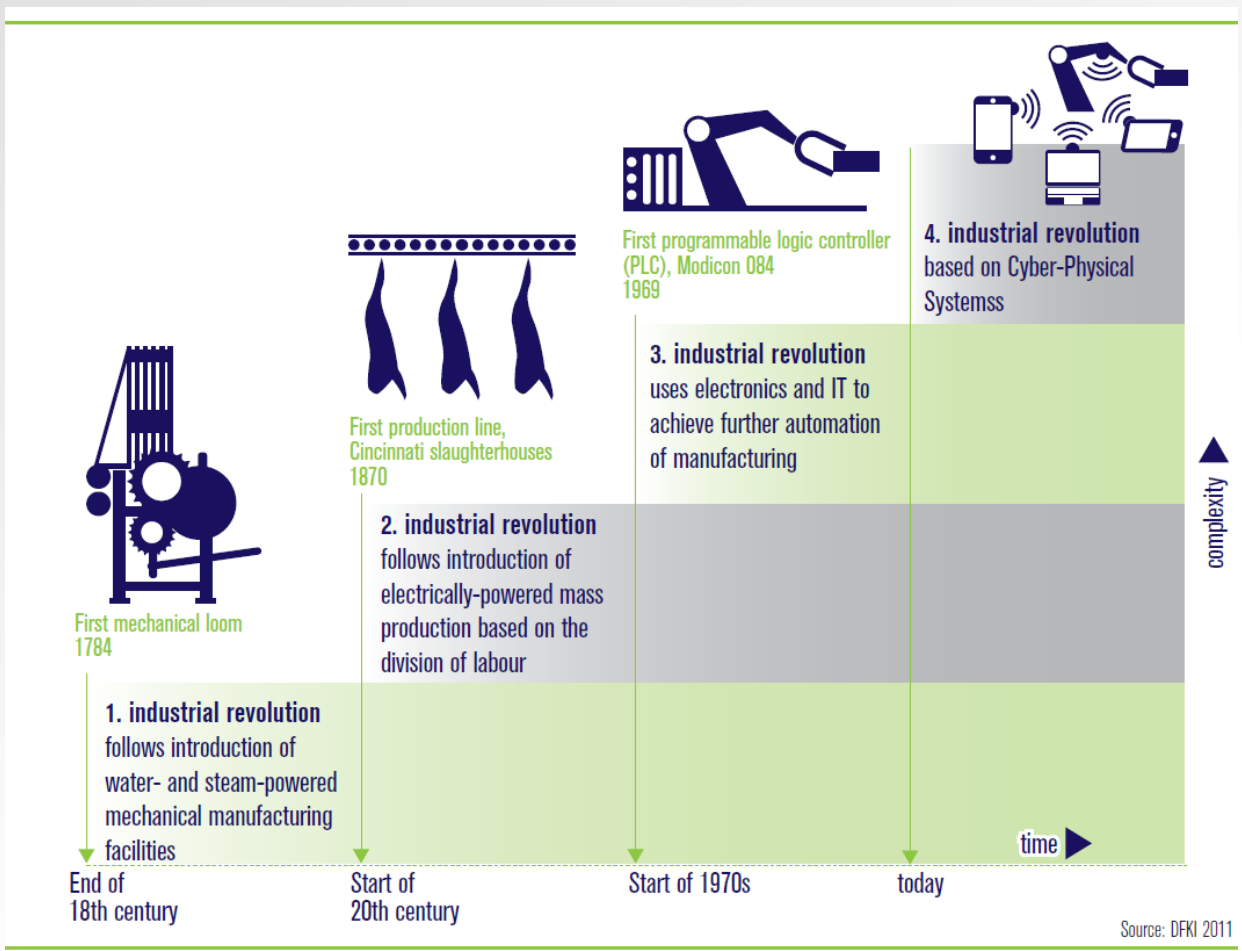 First mechanical loom
1784
First production line,
Cincinnati slaughterhouses
1870
First programmable logic controller
(PLC), Modicon 084
1969
4. industrial revolution
based on Cyber-Physical
Systemss
3. industrial revolution
uses electronics and IT to
achieve further automation
of manufacturing
2. industrial revolution
follows introduction of
electrically-powered mass
production based on the
division of labour
1. industrial revolution
follows introduction of
water- and steam-powered
mechanical manufacturing
facilities
complexity
time
End of
18th century
Start of
20th century
Start of 1970s
today
Source: DFKI 2011